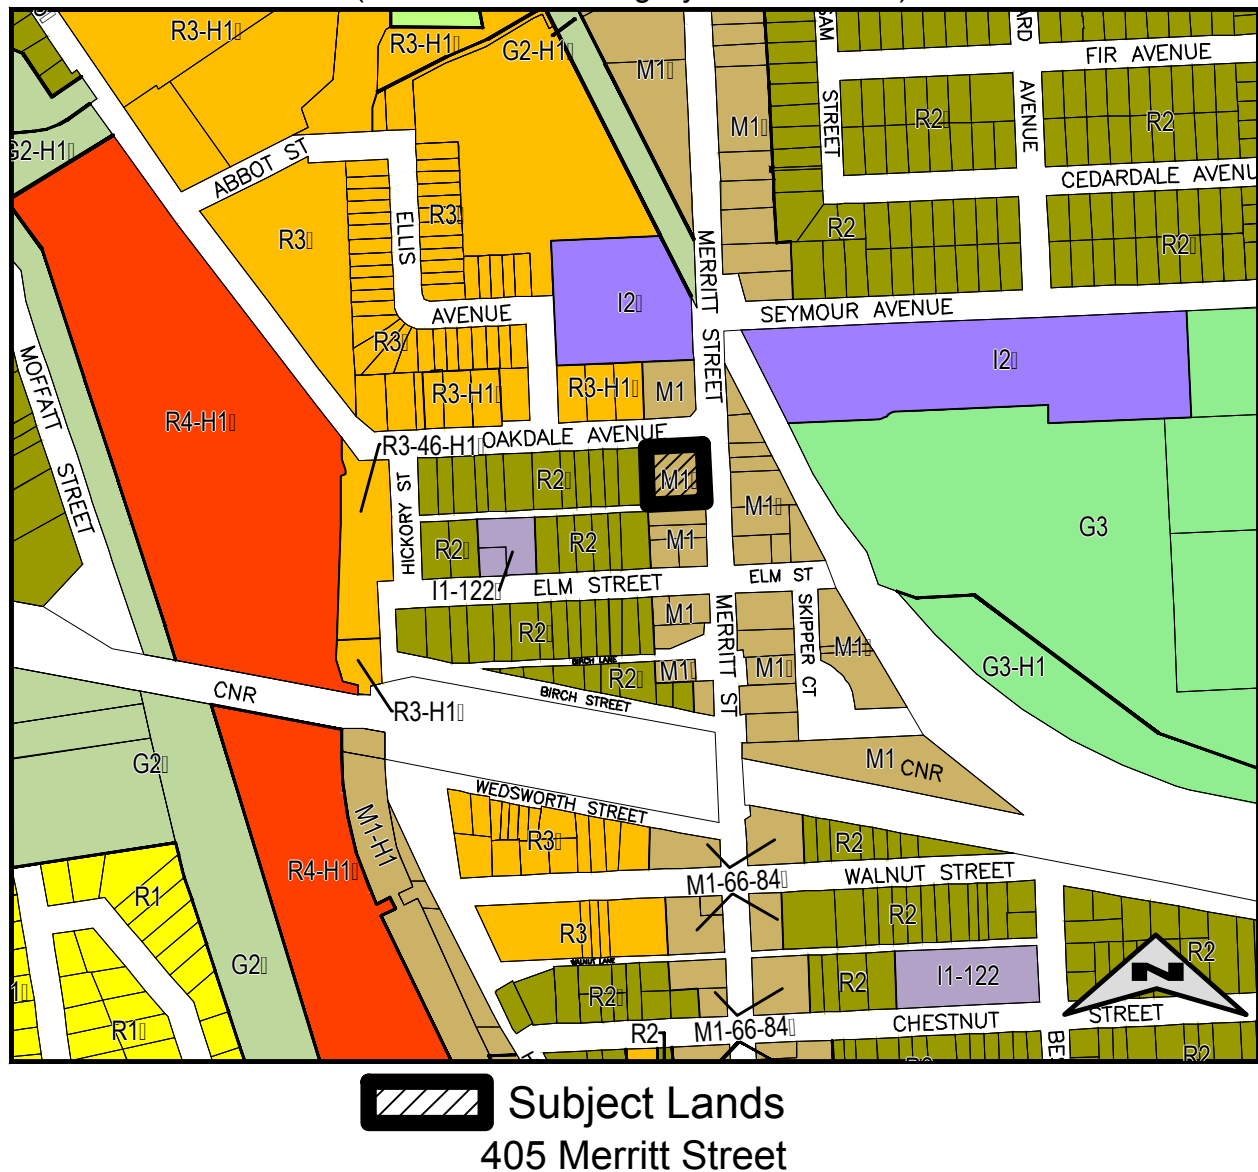 R3-H1
R3-H1
G2-H1
M1
FIR AVENUE
M1
STREET
R2
AVENUE
R2
G2-H1
ABBOT ST
CEDARDALE
R3
ELLIS
R3
R2
R2
MERRITT STREET
AVENUE
I2
SEYMOUR AVENUE
R3
I2
MOFFATT STREET
R4-H1
R3-H1
R3-H1
M1
R3-46-H1
OAKDALE AVENUE
HICKORY ST
R2
M1
M1
G3
R2
R2
M1
I1-122
ELM STREET
ELM ST
R2
M1
MERRITT ST
SKIPPER CT
M1
BIRCH LANE
R2
M1
M1
G3-H1
CNR
BIRCH STREET
R3-H1
G2
M1
CNR
WEDSWORTH STREET
M1-H1
R3
R2
R4-H1
M1-66-84
WALNUT STREET
R1
R3
R2
G2
WALNUT LANE
R2
R2
I1-122
R2
R1
R2
M1-66-84
CHESTNUT
STREET
R2
N
Subject Lands
405 Merritt Street